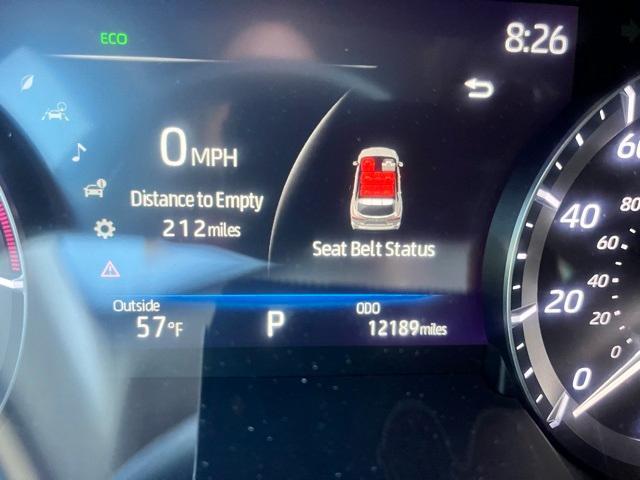 ECO
8:26
0 MPH
Distance to Empty
212 miles
Seat Belt Status
Outside
57°F
P
ODO
12189 miles
60
80
40
60
40
20
20
0
0